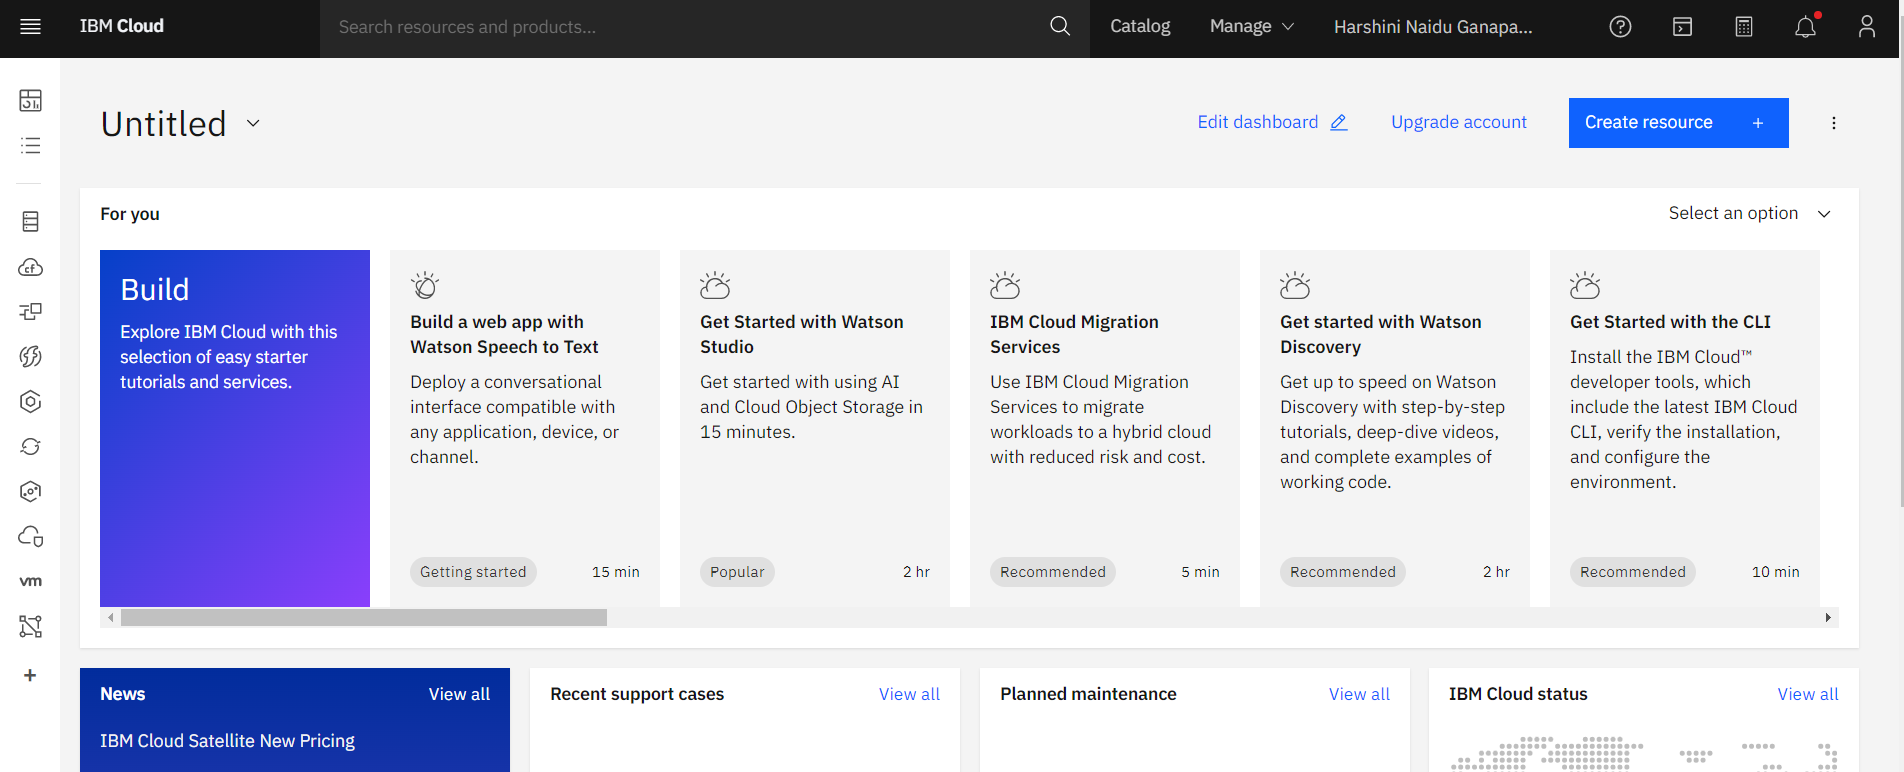 IBM Cloud
Search resources and products...
Catalog
Manage
Harshini Naidu Ganapa...
Untitled
Edit dashboard
Upgrade account
Create resource +
For you
Select an option
Build
Explore IBM Cloud with this
selection of easy starter
tutorials and services.
Build a web app with
Watson Speech to Text
Deploy a conversational
interface compatible with
any application, device, or
channel.
Getting started
15 min
Get Started with Watson
Studio
Get started with using AI
and Cloud Object Storage in
15 minutes.
Popular
2 hr
IBM Cloud Migration
Services
Use IBM Cloud Migration
Services to migrate
workloads to a hybrid cloud
with reduced risk and cost.
Recommended
5 min
Get started with Watson
Discovery
Get up to speed on Watson
Discovery with step-by-step
tutorials, deep-dive videos,
and complete examples of
working code.
Recommended
2 hr
Get Started with the CLI
Install the IBM Cloud™
developer tools, which
include the latest IBM Cloud
CLI, verify the installation,
and configure the
environment.
Recommended
10 min
cf
vm
+
News
View all
IBM Cloud Satellite New Pricing
Recent support cases
View all
Planned maintenance
View all
IBM Cloud status
View all